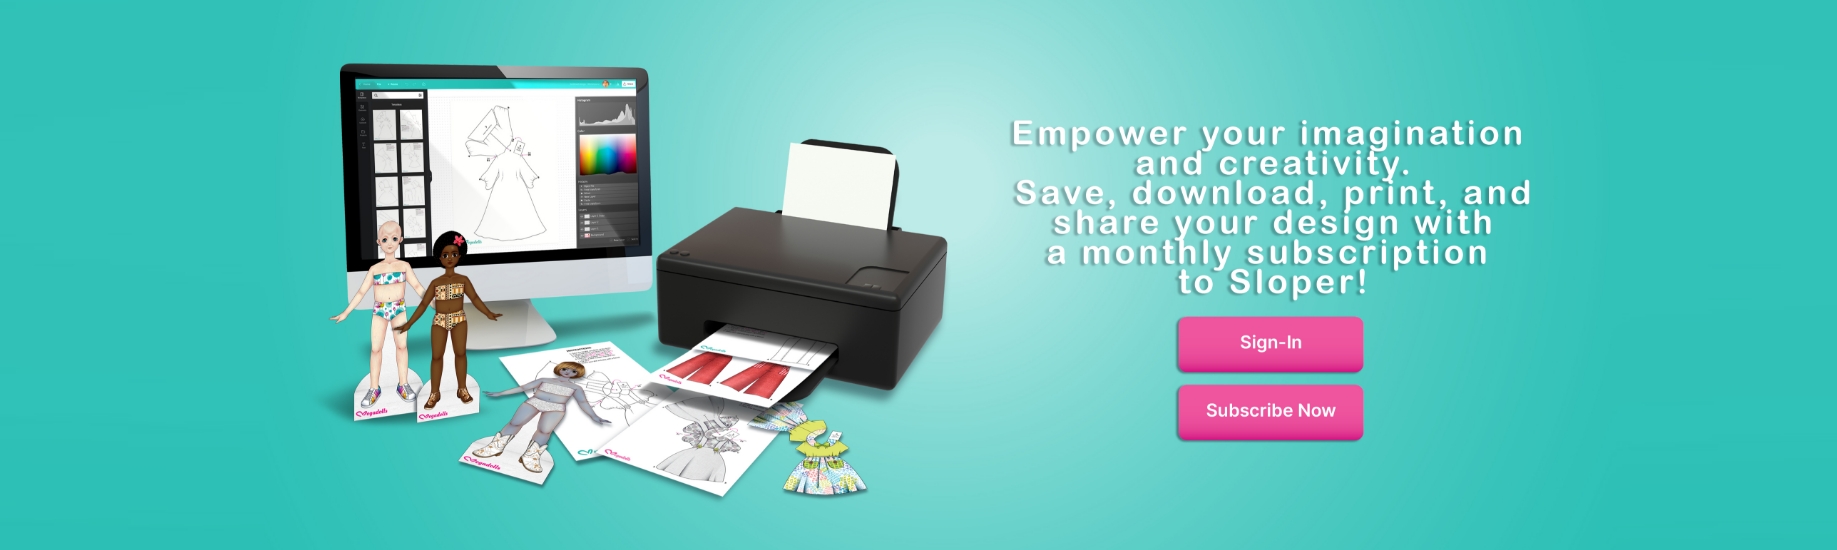 Empower your imagination
and creativity.
Save, download, print, and
share your design with
a monthly subscription
to Sloper!
Sign-In
Subscribe Now